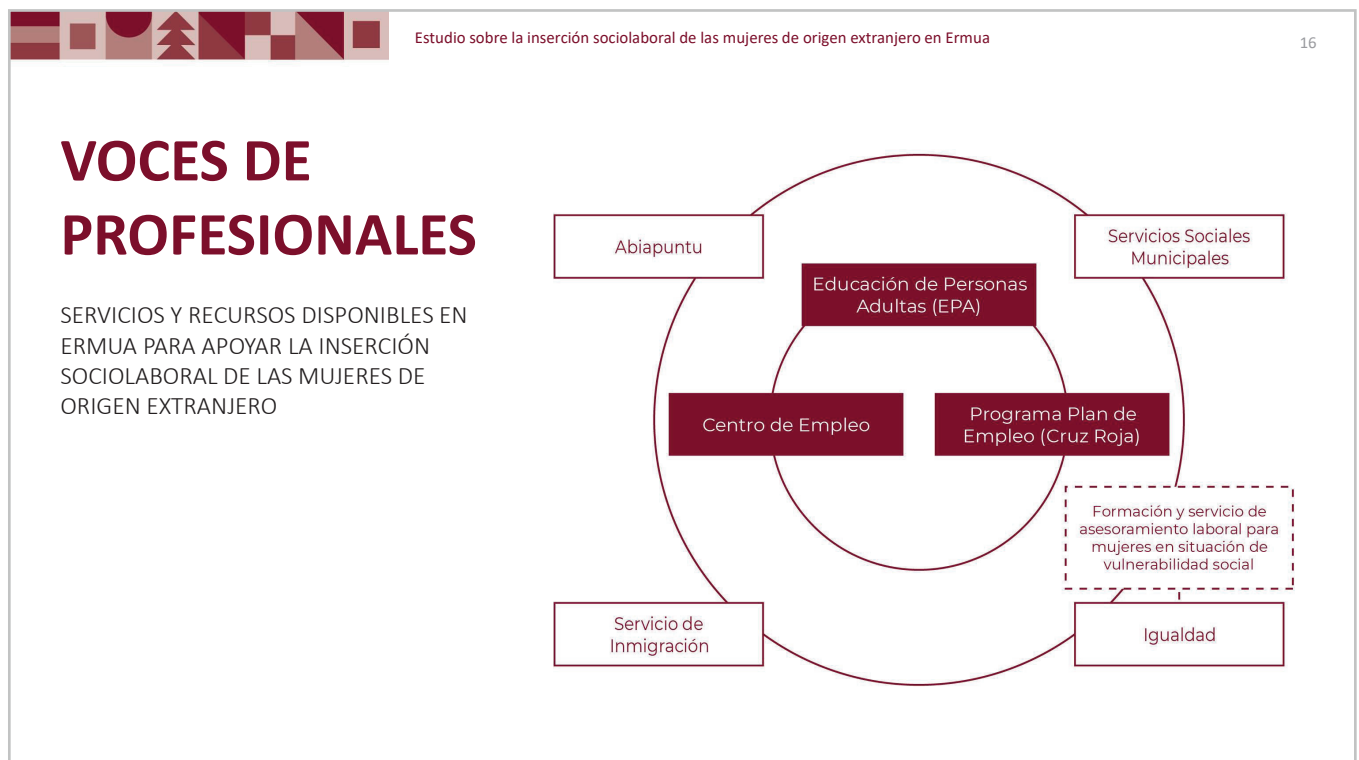 Estudio sobre la inserción sociolaboral de las mujeres de origen extranjero en Ermua
16
VOCES DE
PROFESIONALES
SERVICIOS Y RECURSOS DISPONIBLES EN
ERMUA PARA APOYAR LA INSERCIÓN
SOCIOLABORAL DE LAS MUJERES DE
ORIGEN EXTRANJERO
Abiapuntu
Servicios Sociales
Municipales
Educación de Personas
Adultas (EPA)
Centro de Empleo
Programa Plan de
Empleo (Cruz Roja)
Formación y servicio de
asesoramiento laboral para
mujeres en situación de
vulnerabilidad social
Servicio de
Inmigración
Igualdad